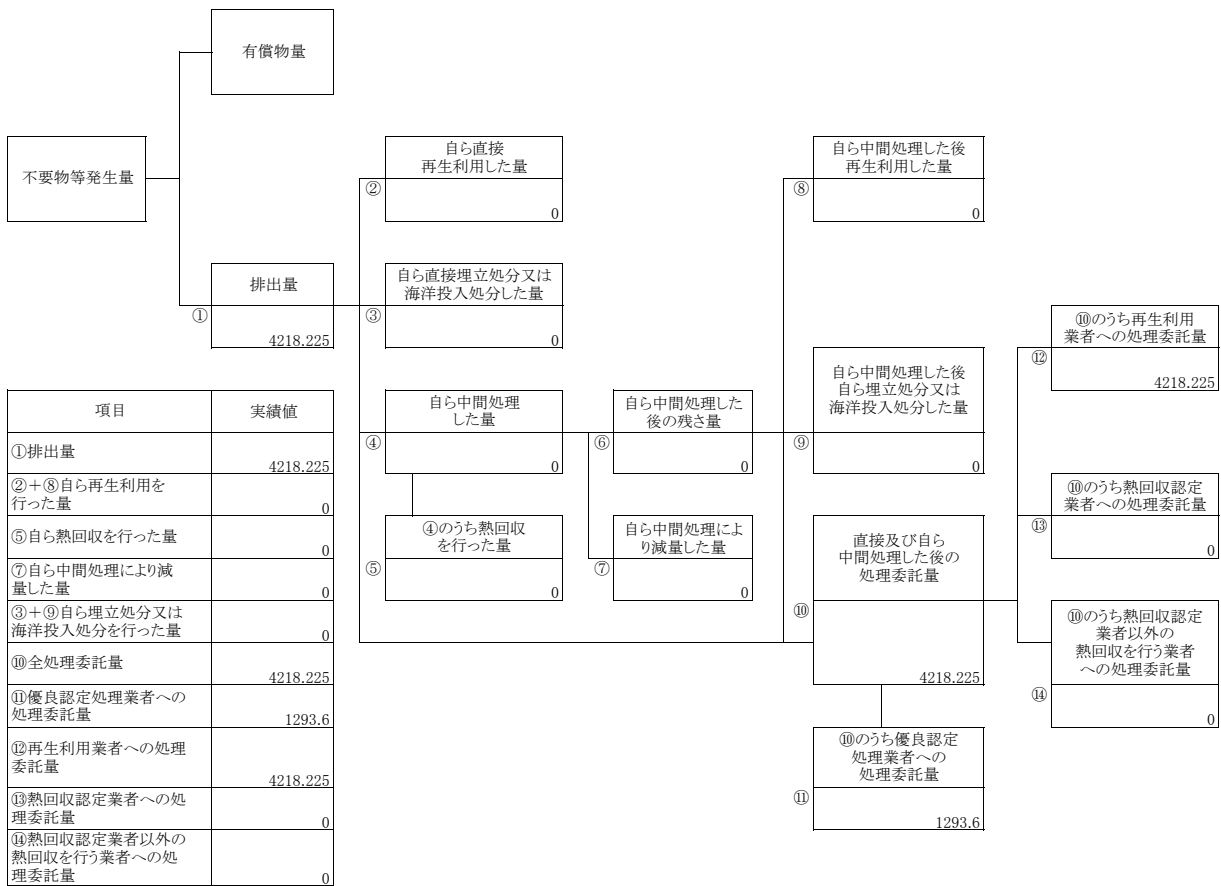 有償物量
不要物等発生量
自ら直接
再生利用した量
②
0
自ら中間処理した後
再生利用した量
⑧
0
排出量
①
4218.225
自ら直接埋立処分又は
海洋投入処分した量
③
0
⑩のうち再生利用
業者への処理委託量
⑫
4218.225
自ら中間処理
した量
④
0
自ら中間処理した
後の残さ量
⑥
0
自ら中間処理した後
自ら埋立処分又は
海洋投入処分した量
⑨
0
⑩のうち熱回収認定
業者への処理委託量
⑬
0
④のうち熱回収
を行った量
⑤
0
自ら中間処理によ
り減量した量
⑦
0
直接及び自ら
中間処理した後の
処理委託量
⑩
4218.225
⑩のうち熱回収認定
業者以外の
熱回収を行う業者
への処理委託量
⑭
0
⑩のうち優良認定
処理業者への
処理委託量
⑪
1293.6
項目 実績値
①排出量
4218.225
②＋⑧自ら再生利用を
行った量
0
⑤自ら熱回収を行った量
0
⑦自ら中間処理により減
量した量
0
③＋⑨自ら埋立処分又は
海洋投入処分を行った量
0
⑩全処理委託量
4218.225
⑪優良認定処理業者への
処理委託量
1293.6
⑫再生利用業者への処理
委託量
4218.225
⑬熱回収認定業者への処
理委託量
0
⑭熱回収認定業者以外の
熱回収を行う業者への処
理委託量
0